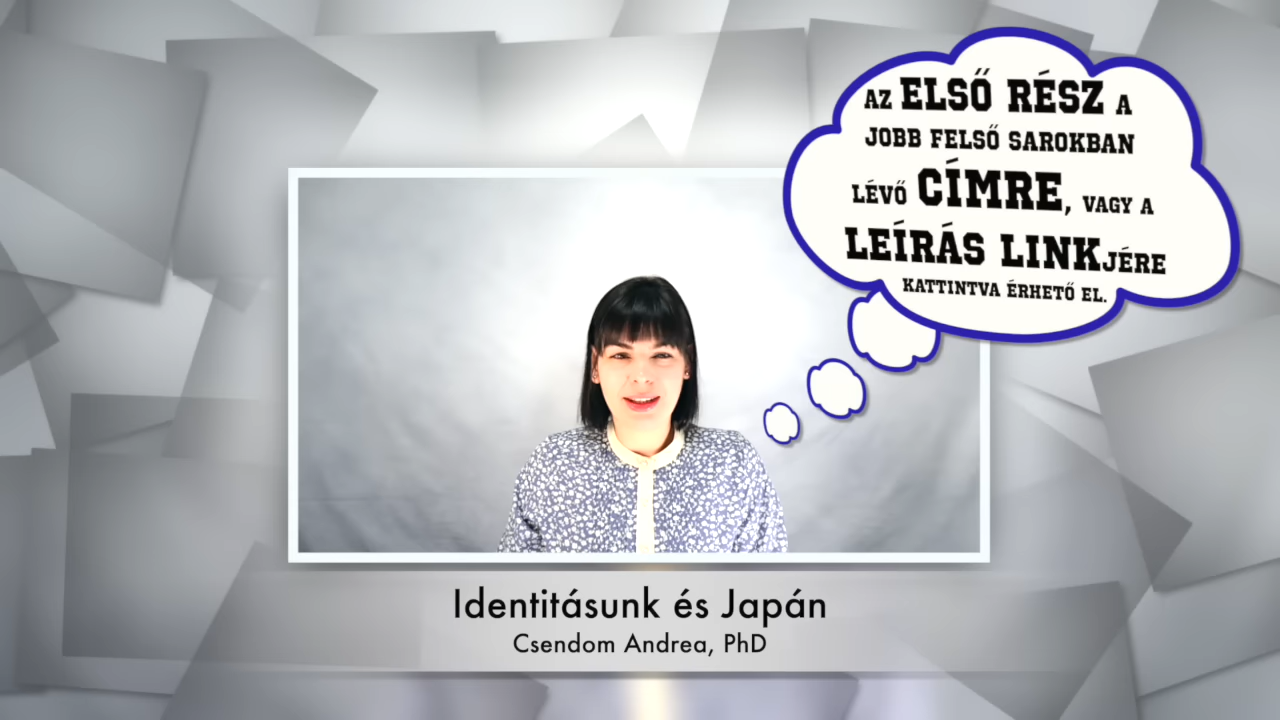 AZ ELSŐ RÉSZ A
JOBB FELSŐ SAROKBAN
LÉVŐ CÍMRE, VAGY A
LEÍRÁS LINKJÉRE
KATTINTVA ÉRHETŐ EL.
Identitásunk és Japán
Csendom Andrea, PhD